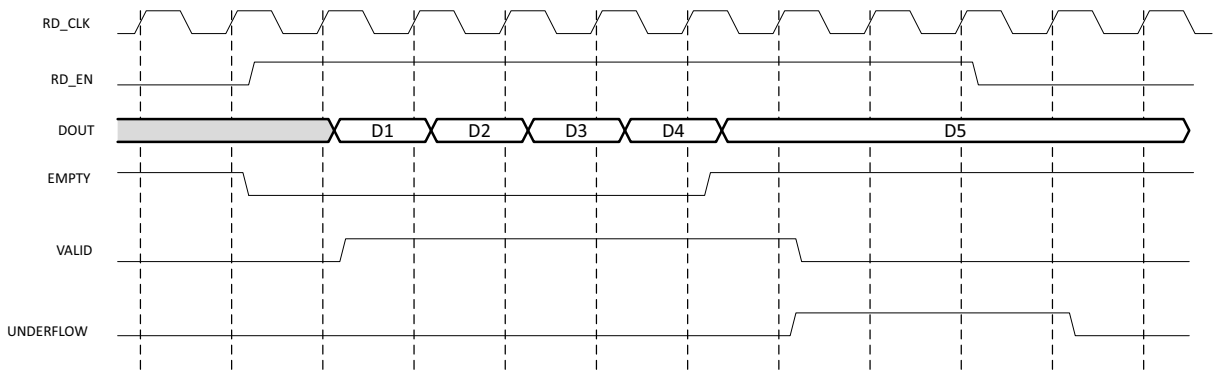 RD_CLK
RD_EN
DOUT D1 D2 D3 D4 D5
EMPTY
VALID
UNDERFLOW